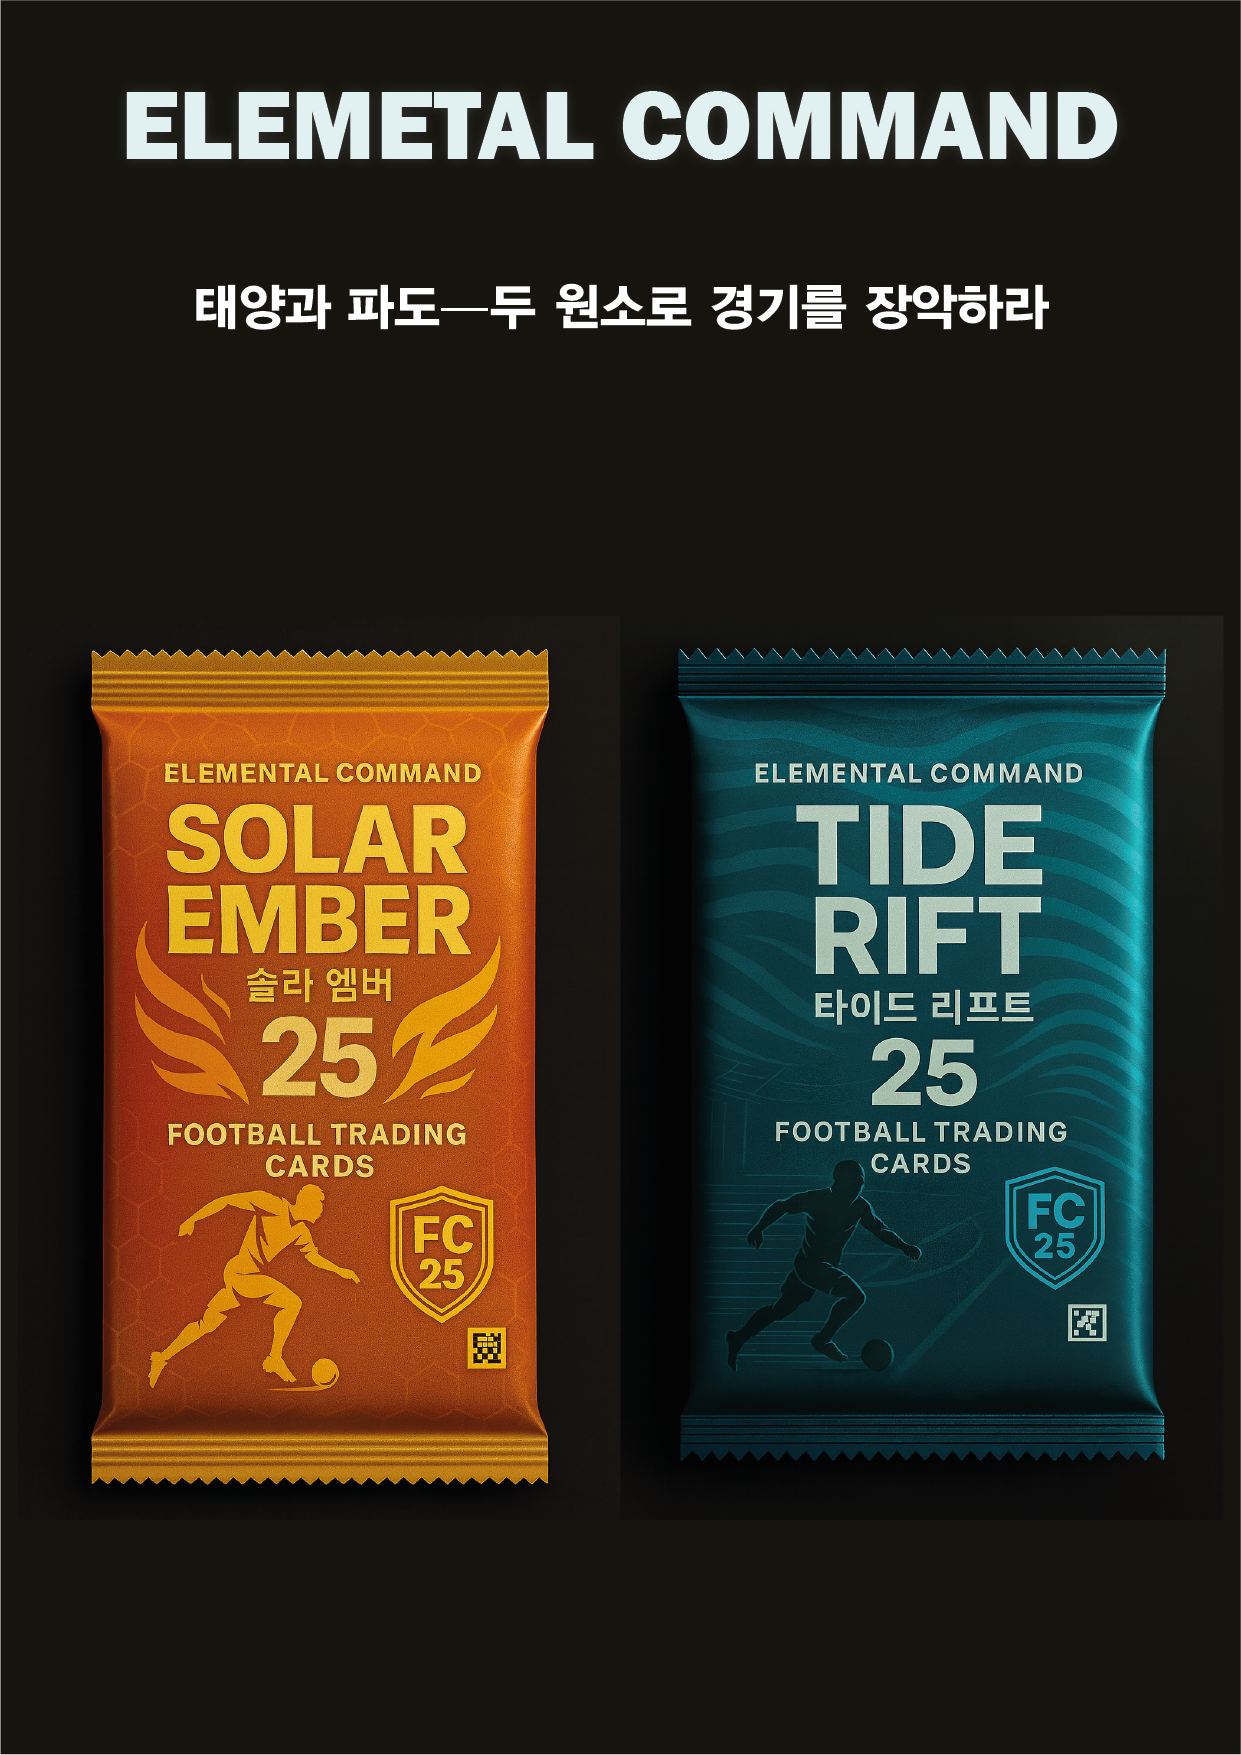 ELEMETAL COMMAND
태양과 파도—두 원소로 경기를 장악하라
ELEMENTAL COMMAND
SOLAR
EMBER
솔라 엠버
25
FOOTBALL TRADING
CARDS
FC
25
ELEMENTAL COMMAND
TIDE
RIFT
타이드 리프트
25
FOOTBALL TRADING
CARDS
FC
25